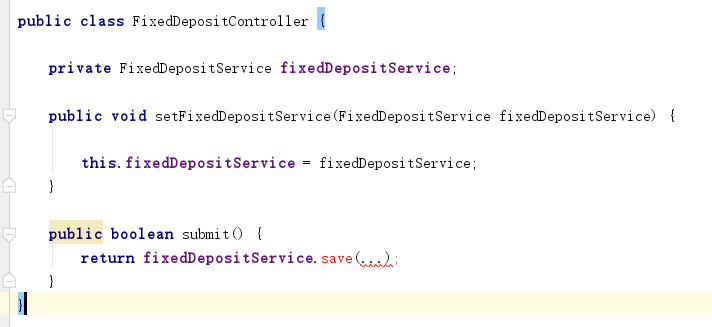 public class FixedDepositController {
private FixedDepositService fixedDepositService;
public void setFixedDepositService(FixedDepositService fixedDepositService) {
this.fixedDepositService = fixedDepositService;
}
public boolean submit() {
return fixedDepositService.save(...);
}
}